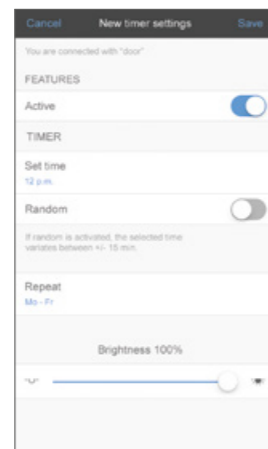 Cancel New timer settings Save
You are connected with "door"
FEATURES
Active
TIMER
Set time
12 p.m.
Random
If random is activated, the selected time
variates between +/- 15 min.
Repeat
Mo - Fr
Brightness 100%